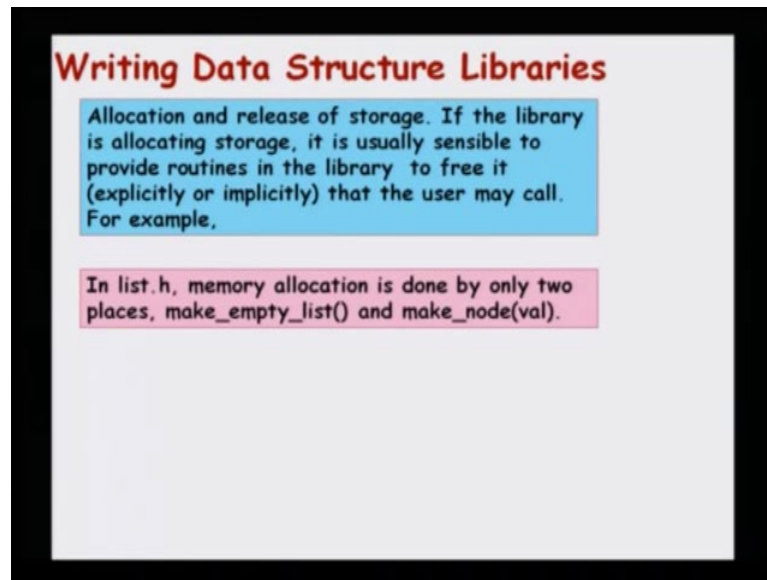 Writing Data Structure Libraries
Allocation and release of storage. If the library
is allocating storage, it is usually sensible to
provide routines in the library to free it
(explicitly or implicitly) that the user may call.
For example,
In list.h, memory allocation is done by only two
places, make_empty_list() and make_node(val).